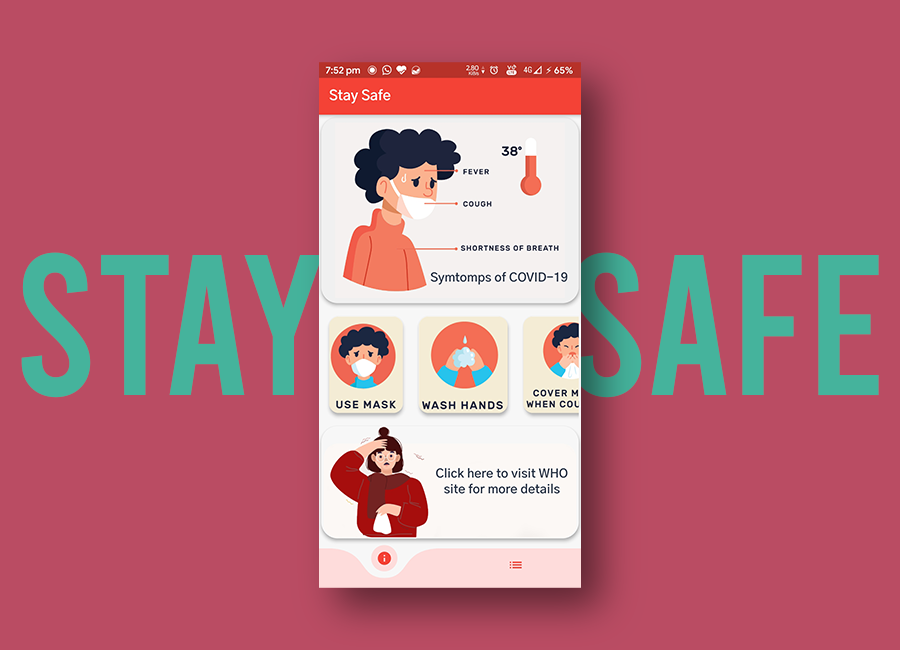 STAY SAFE
7:52 pm 2.80 KB/s 4G 65%
Stay Safe
38°
FEVER
COUGH
SHORTNESS OF BREATH
Symtomps of COVID-19
USE MASK
WASH HANDS
COVER M
WHEN COU
Click here to visit WHO
site for more details